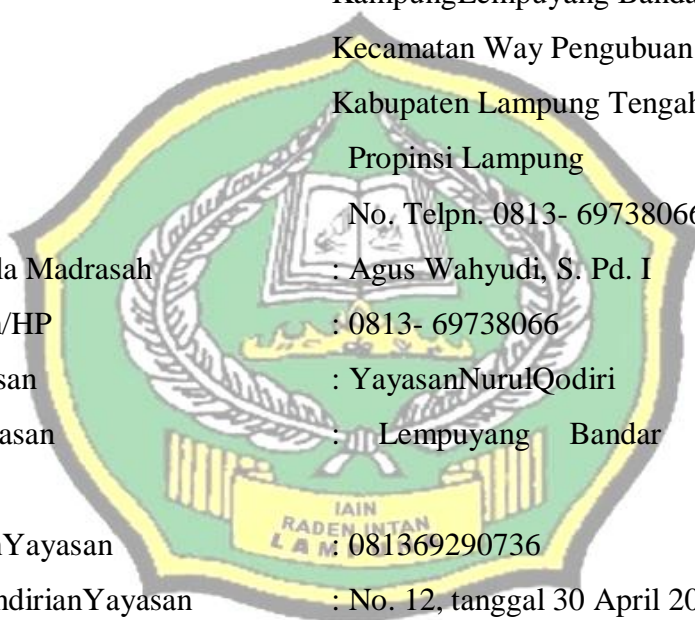 KampungLempuyang Banda
Kecamatan Way Pengubuan
Kabupaten Lampung Tengah
Propinsi Lampung
No. Telpn. 0813- 69738066
la Madrasah : Agus Wahyudi, S. Pd. I
/HP : 0813- 69738066
san : YayasanNurulQodiri
asan : Lempuyang Bandar
IAIN
RADEN INTAN
LAMPUNG
nYayasan : 081369290736
ndirianYayasan : No. 12, tanggal 30 April 20